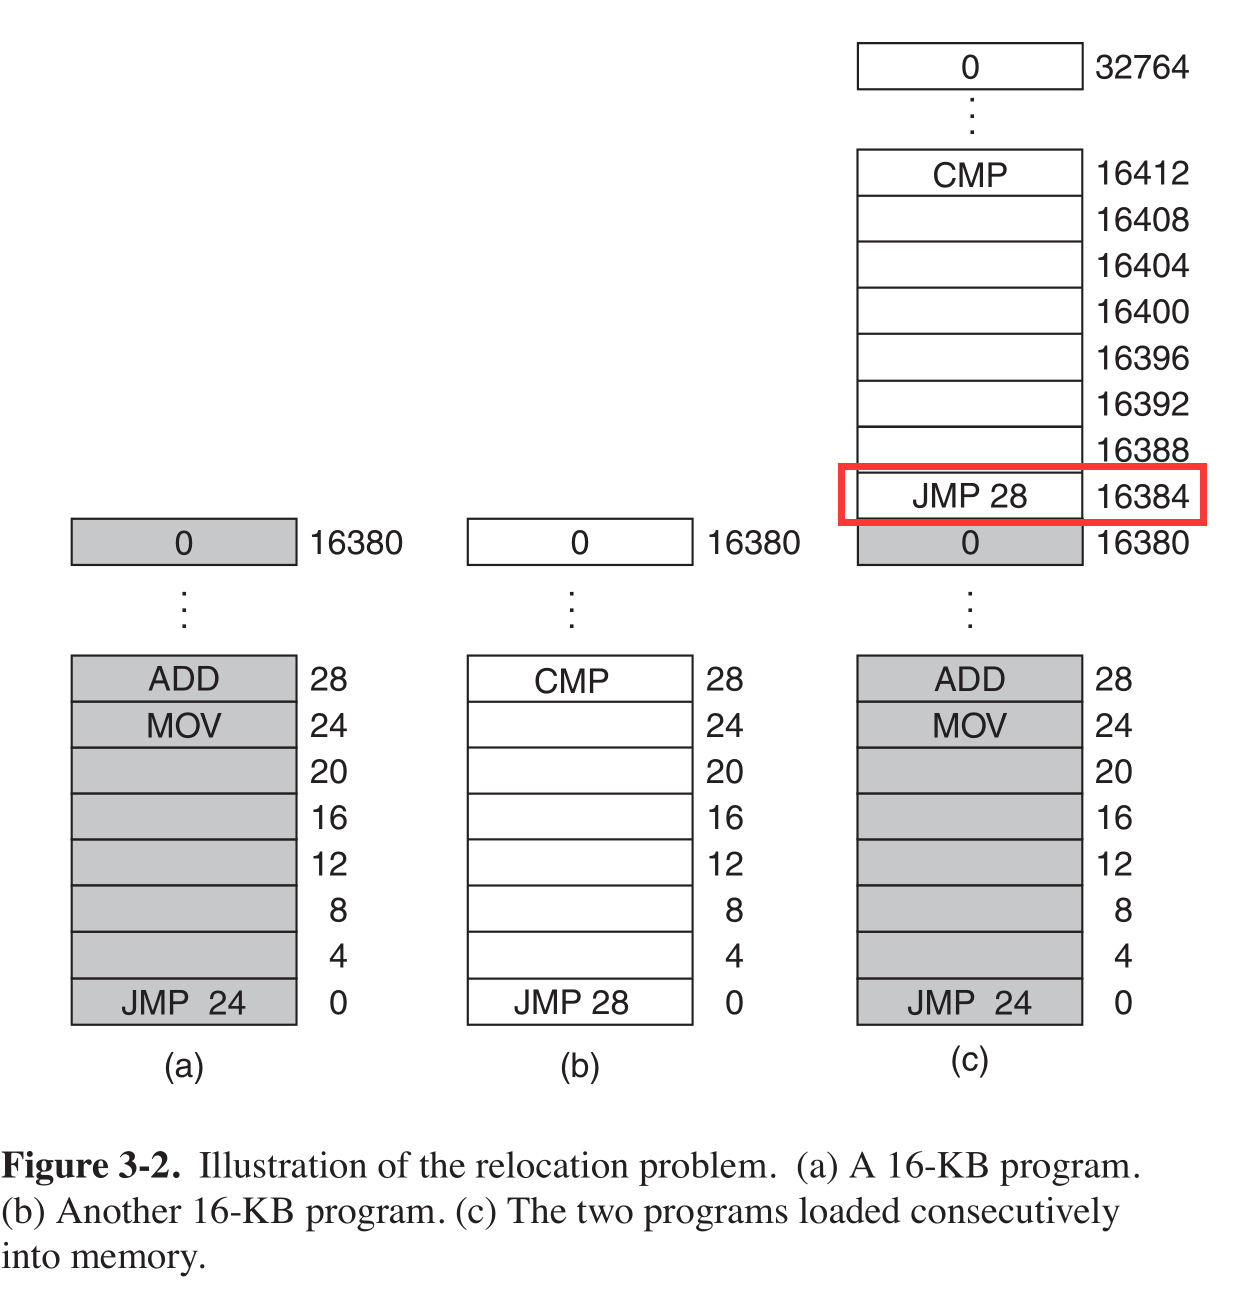 0 32764
CMP 16412
16408
16404
16400
16396
16392
16388
JMP 28 16384
0 16380 0 16380 0 16380
ADD 28 CMP 28 ADD 28
MOV 24 24 MOV 24
20 20 20
16 16 16
12 12 12
8 8 8
4 4 4
JMP 24 0 JMP 28 0 JMP 24 0
(a) (b) (c)
Figure 3-2. Illustration of the relocation problem. (a) A 16-KB program.
(b) Another 16-KB program. (c) The two programs loaded consecutively
into memory.